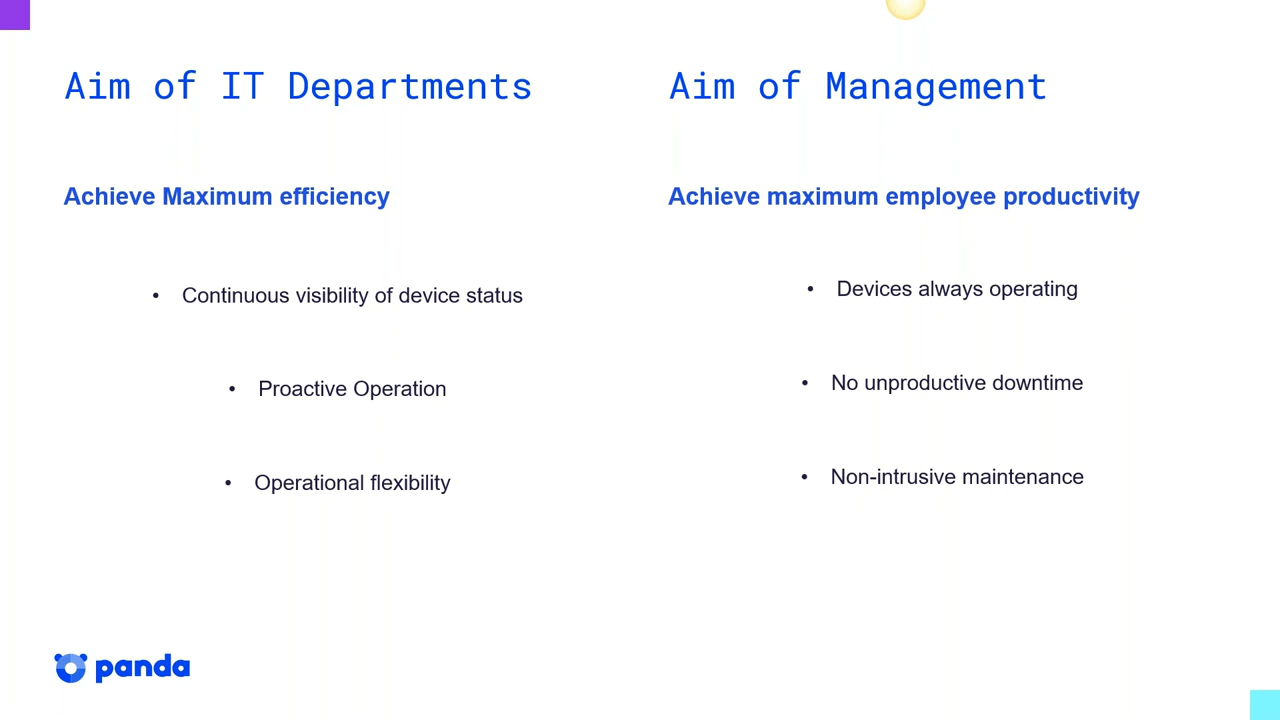 Aim of IT Departments
Achieve Maximum efficiency
• Continuous visibility of device status
• Proactive Operation
• Operational flexibility
Aim of Management
Achieve maximum employee productivity
• Devices always operating
• No unproductive downtime
• Non-intrusive maintenance
panda